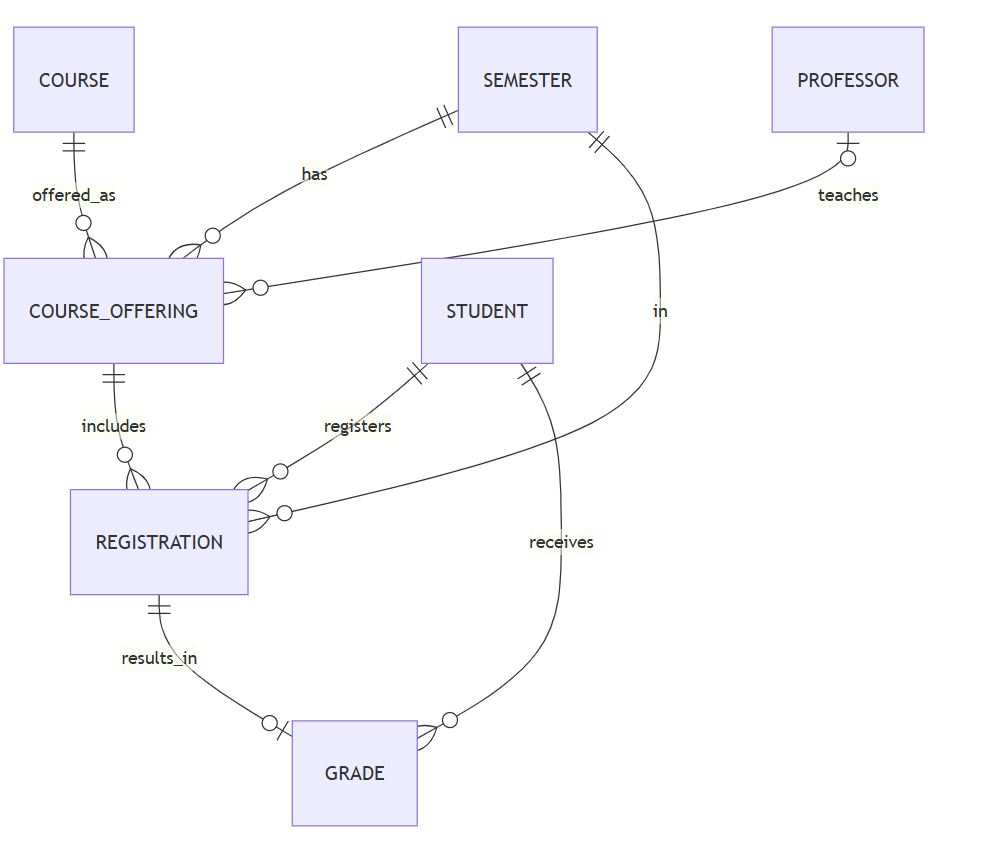 COURSE
SEMESTER
PROFESSOR
has
offered_as
teaches
COURSE_OFFERING
STUDENT
in
includes
registers
REGISTRATION
receives
results_in
GRADE